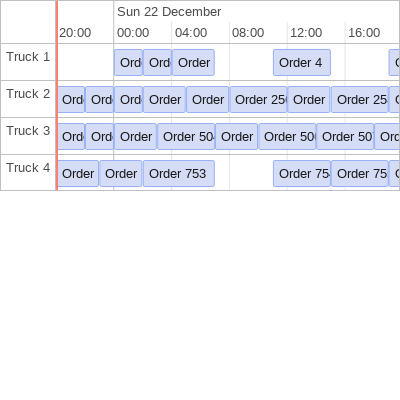 Sun 22 December
20:00 00:00 04:00 08:00 12:00 16:00
Truck 1 Ord Ord Order Order 4
Truck 2 Ord Ord Ord Order Order Order 25 Order Order 25
Truck 3 Ord Ord Order Order 50 Order Order 50 Order 50 Ord
Truck 4 Order Order Order 753 Order 75 Order 75